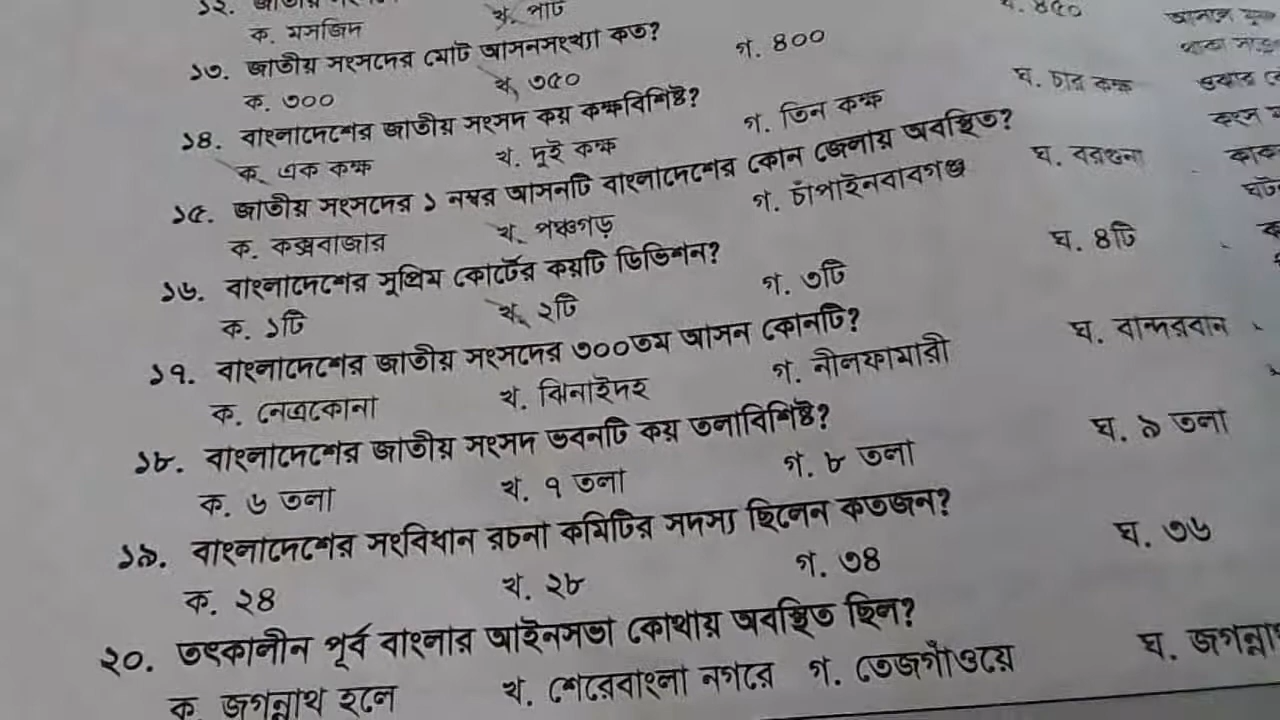 ১২. জাতীয়
ক. মসজিদ খ. পাট ঘ. ৪৫০
১৩. জাতীয় সংসদের মোট আসনসংখ্যা কত?
ক. ৩০০ খ. ৩৫০ গ. ৪০০
১৪. বাংলাদেশের জাতীয় সংসদ কয় কক্ষবিশিষ্ট?
ক. এক কক্ষ খ. দুই কক্ষ গ. তিন কক্ষ ঘ. চার কক্ষ
১৫. জাতীয় সংসদের ১ নম্বর আসনটি বাংলাদেশের কোন জেলায় অবস্থিত?
ক. কক্সবাজার খ. পঞ্চগড় গ. চাঁপাইনবাবগঞ্জ ঘ. বরগুনা
১৬. বাংলাদেশের সুপ্রিম কোর্টের কয়টি ডিভিশন?
ক. ১টি খ. ২টি গ. ৩টি ঘ. ৪টি
১৭. বাংলাদেশের জাতীয় সংসদের ৩০০তম আসন কোনটি?
ক. নেত্রকোনা খ. ঝিনাইদহ গ. নীলফামারী ঘ. বান্দরবান
১৮. বাংলাদেশের জাতীয় সংসদ ভবনটি কয় তলাবিশিষ্ট?
ক. ৬ তলা খ. ৭ তলা গ. ৮ তলা ঘ. ৯ তলা
১৯. বাংলাদেশের সংবিধান রচনা কমিটির সদস্য ছিলেন কতজন?
ক. ২৪ খ. ২৮ গ. ৩৪ ঘ. ৩৬
২০. তৎকালীন পূর্ব বাংলার আইনসভা কোথায় অবস্থিত ছিল?
ক. জগন্নাথ হলে খ. শেরেবাংলা নগরে গ. তেজগাঁওয়ে ঘ.